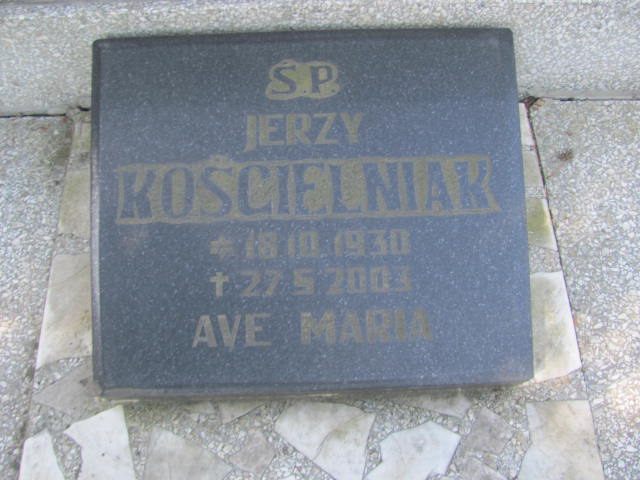 Ś.P.
JERZY
KOŚCIELNIAK
* 18.10.1930
† 27.5.2003
AVE MARIA